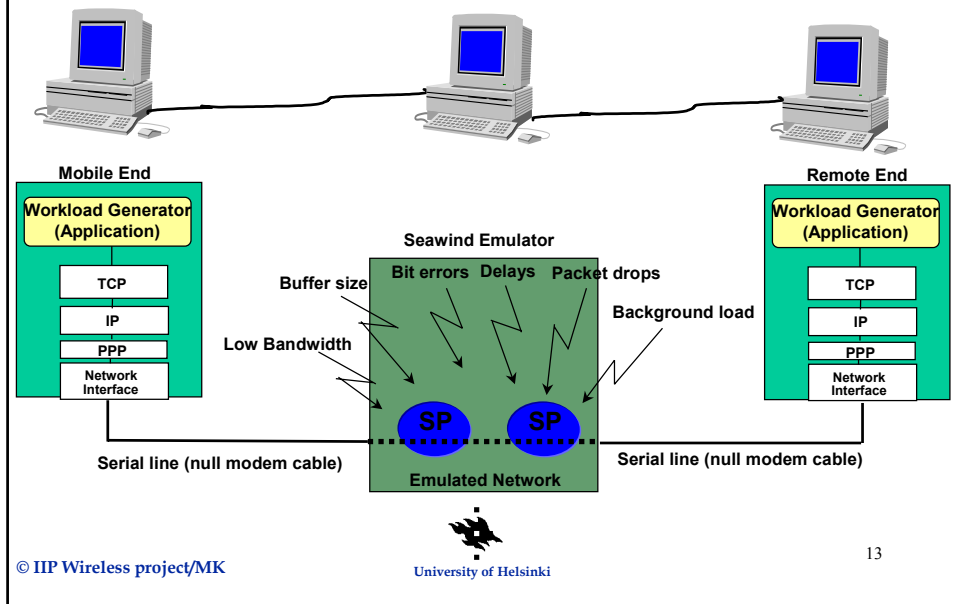 Mobile End
Workload Generator
(Application)
TCP
IP
PPP
Network
Interface
Serial line (null modem cable)
Seawind Emulator
Buffer size
Bit errors
Delays
Packet drops
Background load
Low Bandwidth
SP
SP
Emulated Network
Remote End
Workload Generator
(Application)
TCP
IP
PPP
Network
Interface
Serial line (null modem cable)
© IIP Wireless project/MK
University of Helsinki
13